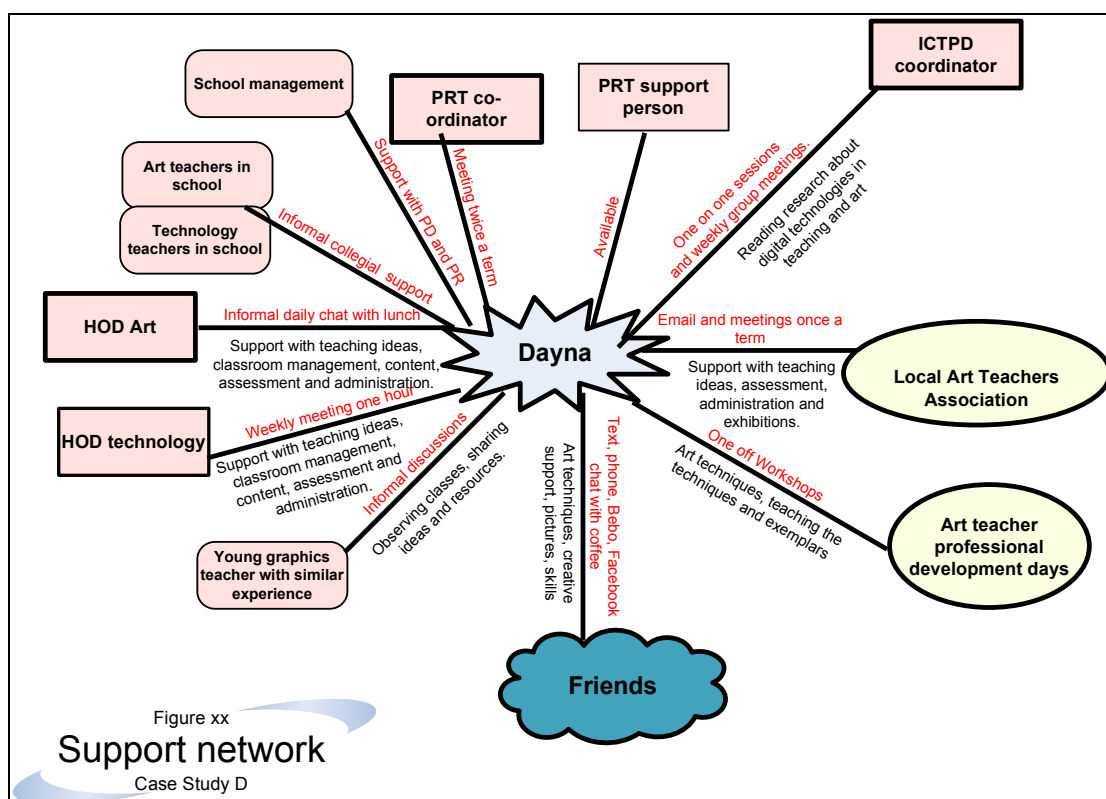 School management
PRT co-
ordinator
PRT support
person
ICTPD
coordinator
Art teachers in
school
Technology
teachers in school
Support with PD and PR
Meeting twice a term
Available
One on one sessions
and weekly group meetings.
Reading research about
digital technologies in
teaching and art
Informal collegial  support
HOD Art
Informal daily chat with lunch
Support with teaching ideas,
classroom management, content,
assessment and administration.
Dayna
Email and meetings once a
term
Support with teaching
ideas, assessment,
administration and
exhibitions.
Local Art Teachers
Association
HOD technology
Weekly meeting one hour
Support with teaching ideas,
classroom management,
content, assessment and
administration.
Informal discussions
Observing classes, sharing
ideas and resources.
Young graphics
teacher with similar
experience
Text, phone, Bebo, Facebook
chat with coffee
Art techniques, creative
support, pictures, skills
Friends
One off Workshops
Art techniques, teaching the
techniques and exemplars
Art teacher
professional
development days
Figure xx
Support network
Case Study D